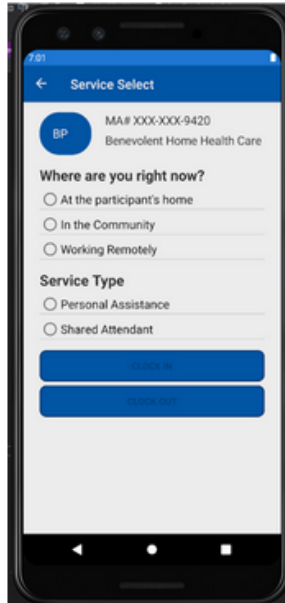 7:01
Service Select
BP
MA# XXX-XXX-9420
Benevolent Home Health Care
Where are you right now?
At the participant's home
In the Community
Working Remotely
Service Type
Personal Assistance
Shared Attendant
CLOCK IN
CLOCK OUT